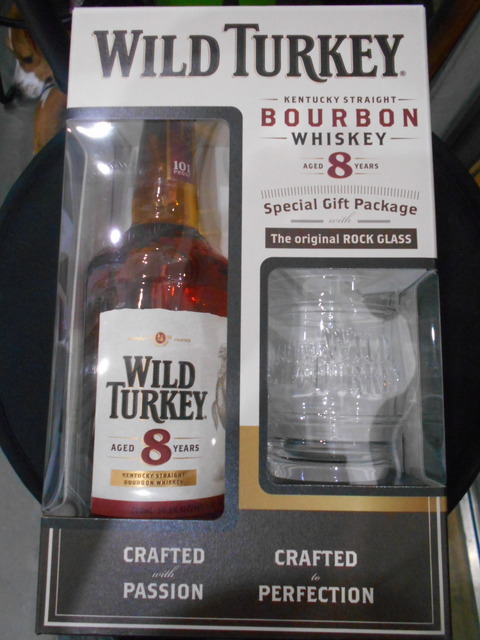 WILD TURKEY
KENTUCKY STRAIGHT
BOURBON
WHISKEY
AGED 8 YEARS
Special Gift Package
with
The original ROCK GLASS
101
PROOF
WILD
TURKEY
AGED 8 YEARS
KENTUCKY STRAIGHT
BOURBON WHISKEY
CRAFTED
with
PASSION
CRAFTED
to
PERFECTION